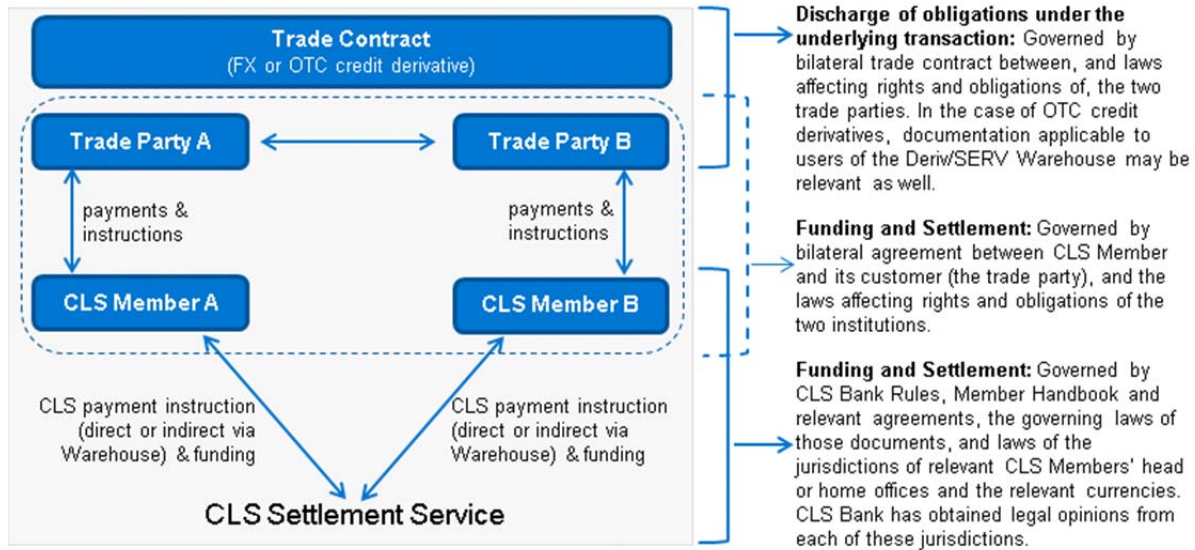 Trade Contract
(FX or OTC credit derivative)
Trade Party A
Trade Party B
payments &
instructions
payments &
instructions
CLS Member A
CLS Member B
CLS payment instruction
(direct or indirect via
Warehouse) & funding
CLS payment instruction
(direct or indirect via
Warehouse) & funding
CLS Settlement Service
Discharge of obligations under the
underlying transaction: Governed by
bilateral trade contract between, and laws
affecting rights and obligations of, the two
trade parties. In the case of OTC credit
derivatives, documentation applicable to
users of the Deriv/SERV Warehouse may be
relevant as well.
Funding and Settlement: Governed by
bilateral agreement between CLS Member
and its customer (the trade party), and the
laws affecting rights and obligations of the
two institutions.
Funding and Settlement: Governed by
CLS Bank Rules, Member Handbook and
relevant agreements, the governing laws of
those documents, and laws of the
jurisdictions of relevant CLS Members' head
or home offices and the relevant currencies.
CLS Bank has obtained legal opinions from
each of these jurisdictions.